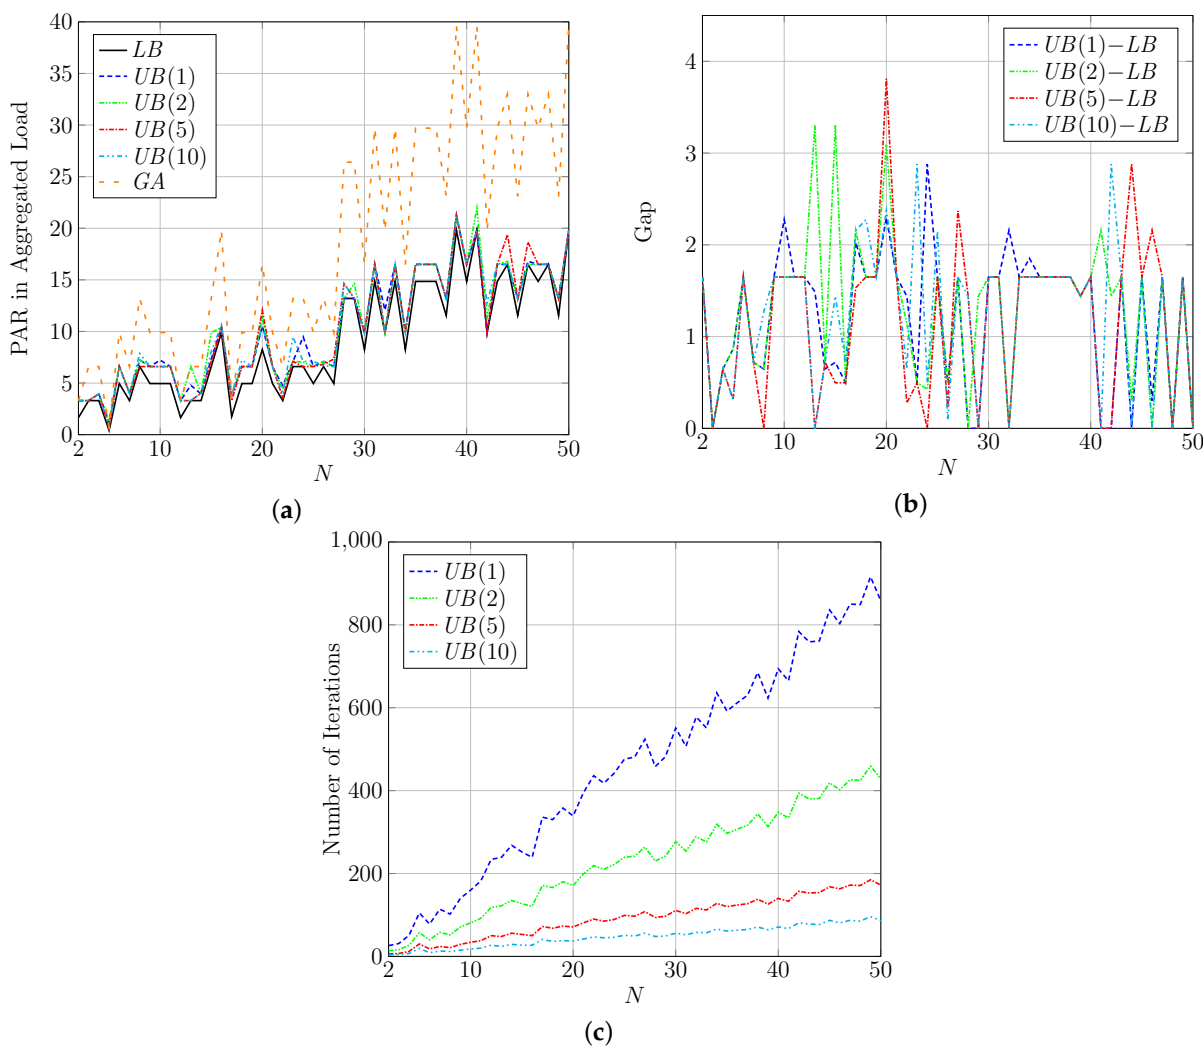 40
35
30
25
20
15
10
5
0
PAR in Aggregated Load
LB
UB(1)
UB(2)
UB(5)
UB(10)
GA
2 10 20 30 40 50
N
(a)
4
3
2
1
0
Gap
UB(1)−LB
UB(2)−LB
UB(5)−LB
UB(10)−LB
2 10 20 30 40 50
N
(b)
1,000
800
600
400
200
0
Number of Iterations
UB(1)
UB(2)
UB(5)
UB(10)
2 10 20 30 40 50
N
(c)